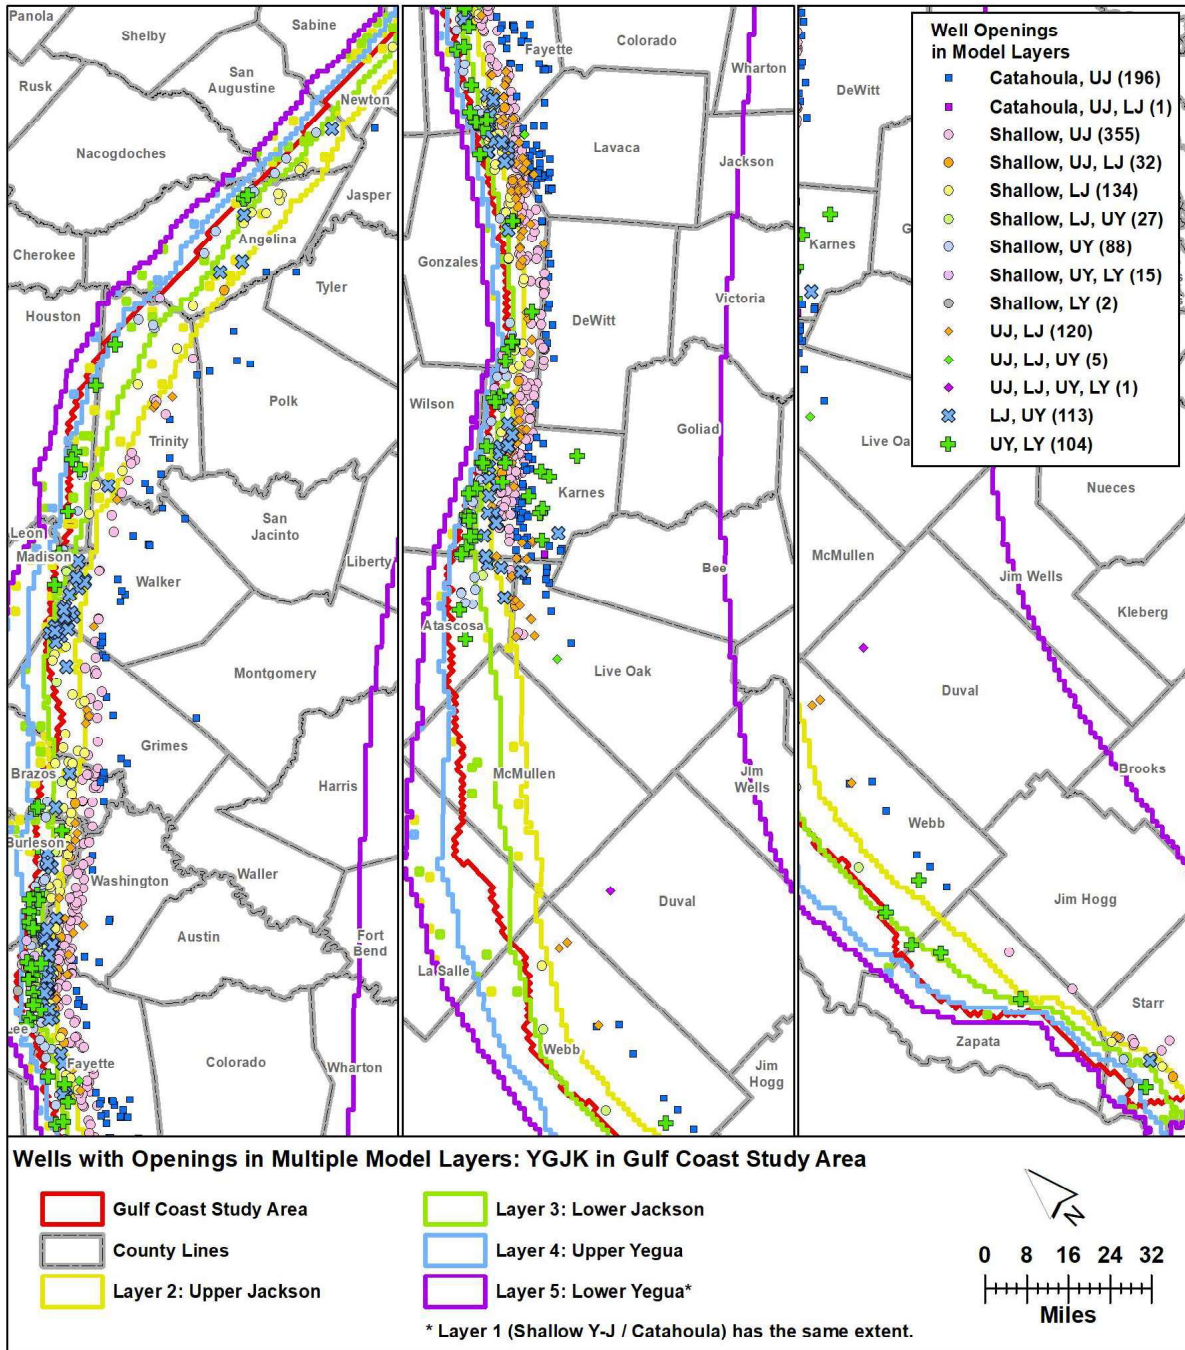 Panola
Shelby
Sabine
Rusk
San
Augustine
Newton
Nacogdoches
Jasper
Cherokee
Angelina
Tyler
Houston
Polk
Trinity
San
Jacinto
Leon
Madison
Liberty
Walker
Montgomery
Grimes
Brazos
Harris
Burleson
Washington
Waller
Austin
Fort
Bend
Lee
Fayette
Colorado
Wharton
Fayette
Colorado
Wharton
Lavaca
Jackson
Gonzales
Victoria
DeWitt
Wilson
Goliad
Karnes
Bee
Atascosa
Live Oak
McMullen
Jim
Wells
Duval
La Salle
Webb
Jim
Hogg
DeWitt
Karnes
G
Live Oa
Nueces
McMullen
Jim Wells
Kleberg
Duval
Brooks
Webb
Jim Hogg
Starr
Zapata
Well Openings
in Model Layers
Catahoula, UJ (196)
Catahoula, UJ, LJ (1)
Shallow, UJ (355)
Shallow, UJ, LJ (32)
Shallow, LJ (134)
Shallow, LJ, UY (27)
Shallow, UY (88)
Shallow, UY, LY (15)
Shallow, LY (2)
UJ, LJ (120)
UJ, LJ, UY (5)
UJ, LJ, UY, LY (1)
LJ, UY (113)
UY, LY (104)
Wells with Openings in Multiple Model Layers: YGJK in Gulf Coast Study Area
Gulf Coast Study Area
County Lines
Layer 2: Upper Jackson
Layer 3: Lower Jackson
Layer 4: Upper Yegua
Layer 5: Lower Yegua*
* Layer 1 (Shallow Y-J / Catahoula) has the same extent.
N
0 8 16 24 32
Miles